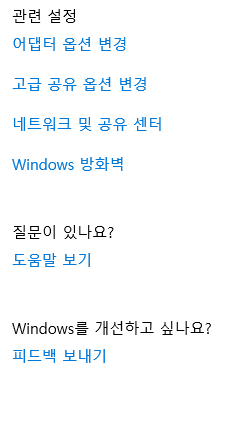 관련 설정
어댑터 옵션 변경
고급 공유 옵션 변경
네트워크 및 공유 센터
Windows 방화벽
질문이 있나요?
도움말 보기
Windows를 개선하고 싶나요?
피드백 보내기